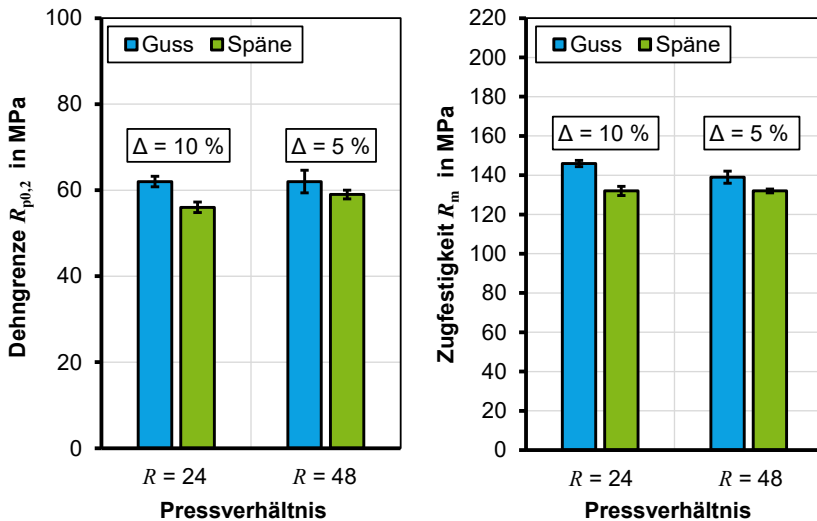 Dehngrenze Rp0,2 in MPa
100
80
60
40
20
0
Guss
Späne
Δ = 10 %
Δ = 5 %
R = 24
R = 48
Pressverhältnis
Zugfestigkeit Rm in MPa
220
200
180
160
140
120
100
80
60
40
20
0
Guss
Späne
Δ = 10 %
Δ = 5 %
R = 24
R = 48
Pressverhältnis